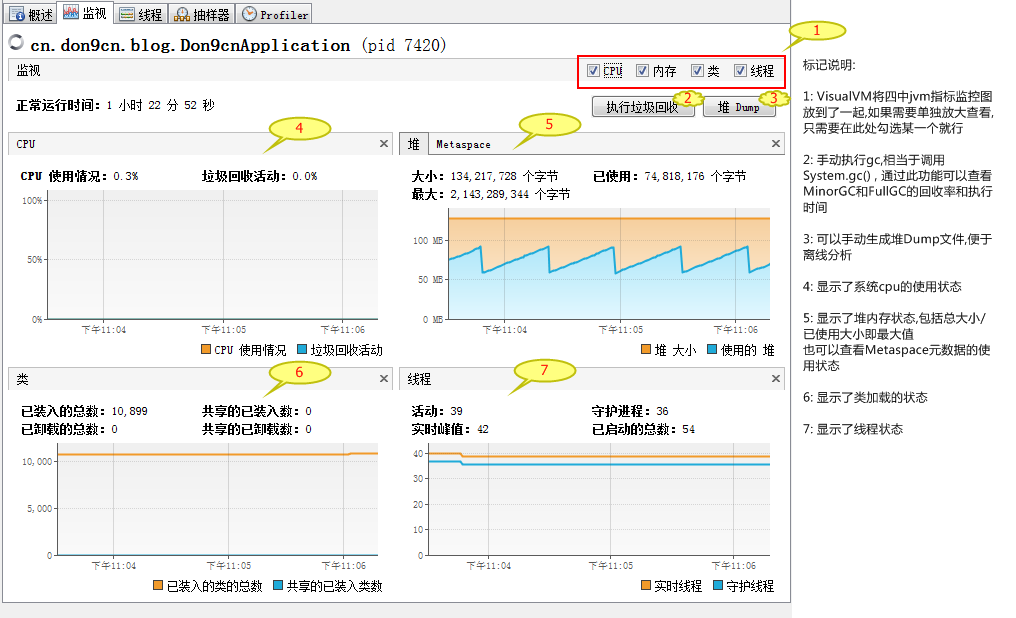 概述 监视 线程 抽样器 Profiler
cn.don9cn.blog.Don9cnApplication (pid 7420)
监视
CPU 内存 类 线程
1
正常运行时间: 1 小时 22 分 52 秒
执行垃圾回收 堆 Dump
2
3
CPU
4
CPU 使用情况: 0.3% 垃圾回收活动: 0.0%
100%
50%
0%
下午11:04 下午11:05 下午11:06
CPU 使用情况 垃圾回收活动
堆 Metaspace
5
大小: 134,217,728 个字节 已使用: 74,818,176 个字节
最大: 2,143,289,344 个字节
100 MB
50 MB
0 MB
下午11:04 下午11:05 下午11:06
堆 大小 使用的 堆
类
6
已装入的总数: 10,899 共享的已装入数: 0
已卸载的总数: 0 共享的已卸载数: 0
10,000
5,000
0
下午11:04 下午11:05 下午11:06
已装入的类的总数 共享的已装入类数
线程
7
活动: 39 守护进程: 36
实时峰值: 42 已启动的总数: 54
40
30
20
10
0
下午11:04 下午11:05 下午11:06
实时线程 守护线程
标记说明:
1: VisualVM将四中jvm指标监控图
放到了一起,如果需要单独放大查看,
只需要在此处勾选某一个就行
2: 手动执行gc,相当于调用
System.gc() , 通过此功能可以查看
MinorGC和FullGC的回收率和执行
时间
3: 可以手动生成堆Dump文件,便于
离线分析
4: 显示了系统cpu的使用状态
5: 显示了堆内存状态,包括总大小/
已使用大小即最大值
也可以查看Metaspace元数据的使
用状态
6: 显示了类加载的状态
7: 显示了线程状态